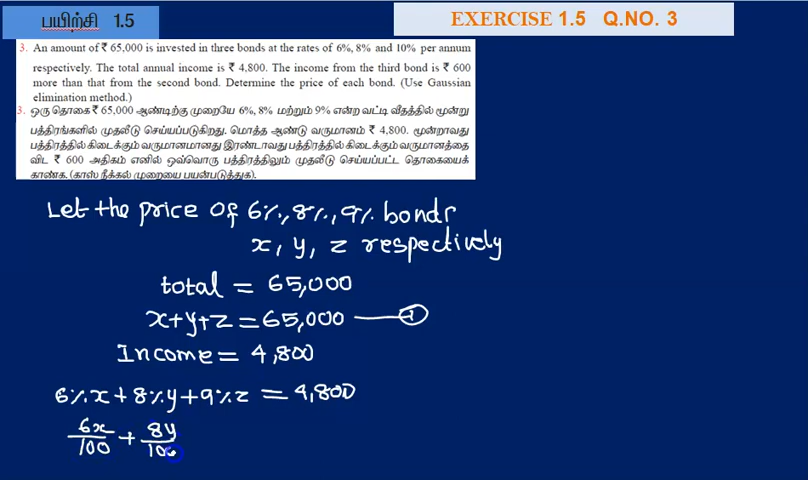 பயிற்சி 1.5
EXERCISE 1.5 Q.NO. 3
3. An amount of ₹ 65,000 is invested in three bonds at the rates of 6%, 8% and 10% per annum
respectively. The total annual income is ₹ 4,800. The income from the third bond is ₹ 600
more than that from the second bond. Determine the price of each bond. (Use Gaussian
elimination method.)
3. ஒரு தொகை ₹ 65,000 ஆண்டிற்கு முறையே 6%, 8% மற்றும் 9% என்ற வட்டி வீதத்தில் மூன்று
பத்திரங்களில் முதலீடு செய்யப்படுகிறது. மொத்த ஆண்டு வருமானம் ₹ 4,800. மூன்றாவது
பத்திரத்தில் கிடைக்கும் வருமானமானது இரண்டாவது பத்திரத்தில் கிடைக்கும் வருமானத்தை
விட ₹ 600 அதிகம் எனில் ஒவ்வொரு பத்திரத்திலும் முதலீடு செய்யப்பட்ட தொகையைக்
காண்க. (காஸ் நீக்கல் முறையை பயன்படுத்துக).
Let the price of 6%, 8%, 9% bonds
x, y, z respectively
total = 65,000
x+y+z = 65,000 — 1
Income = 4,800
6%x + 8%y + 9%z = 4,800
6x/100 + 8y/100